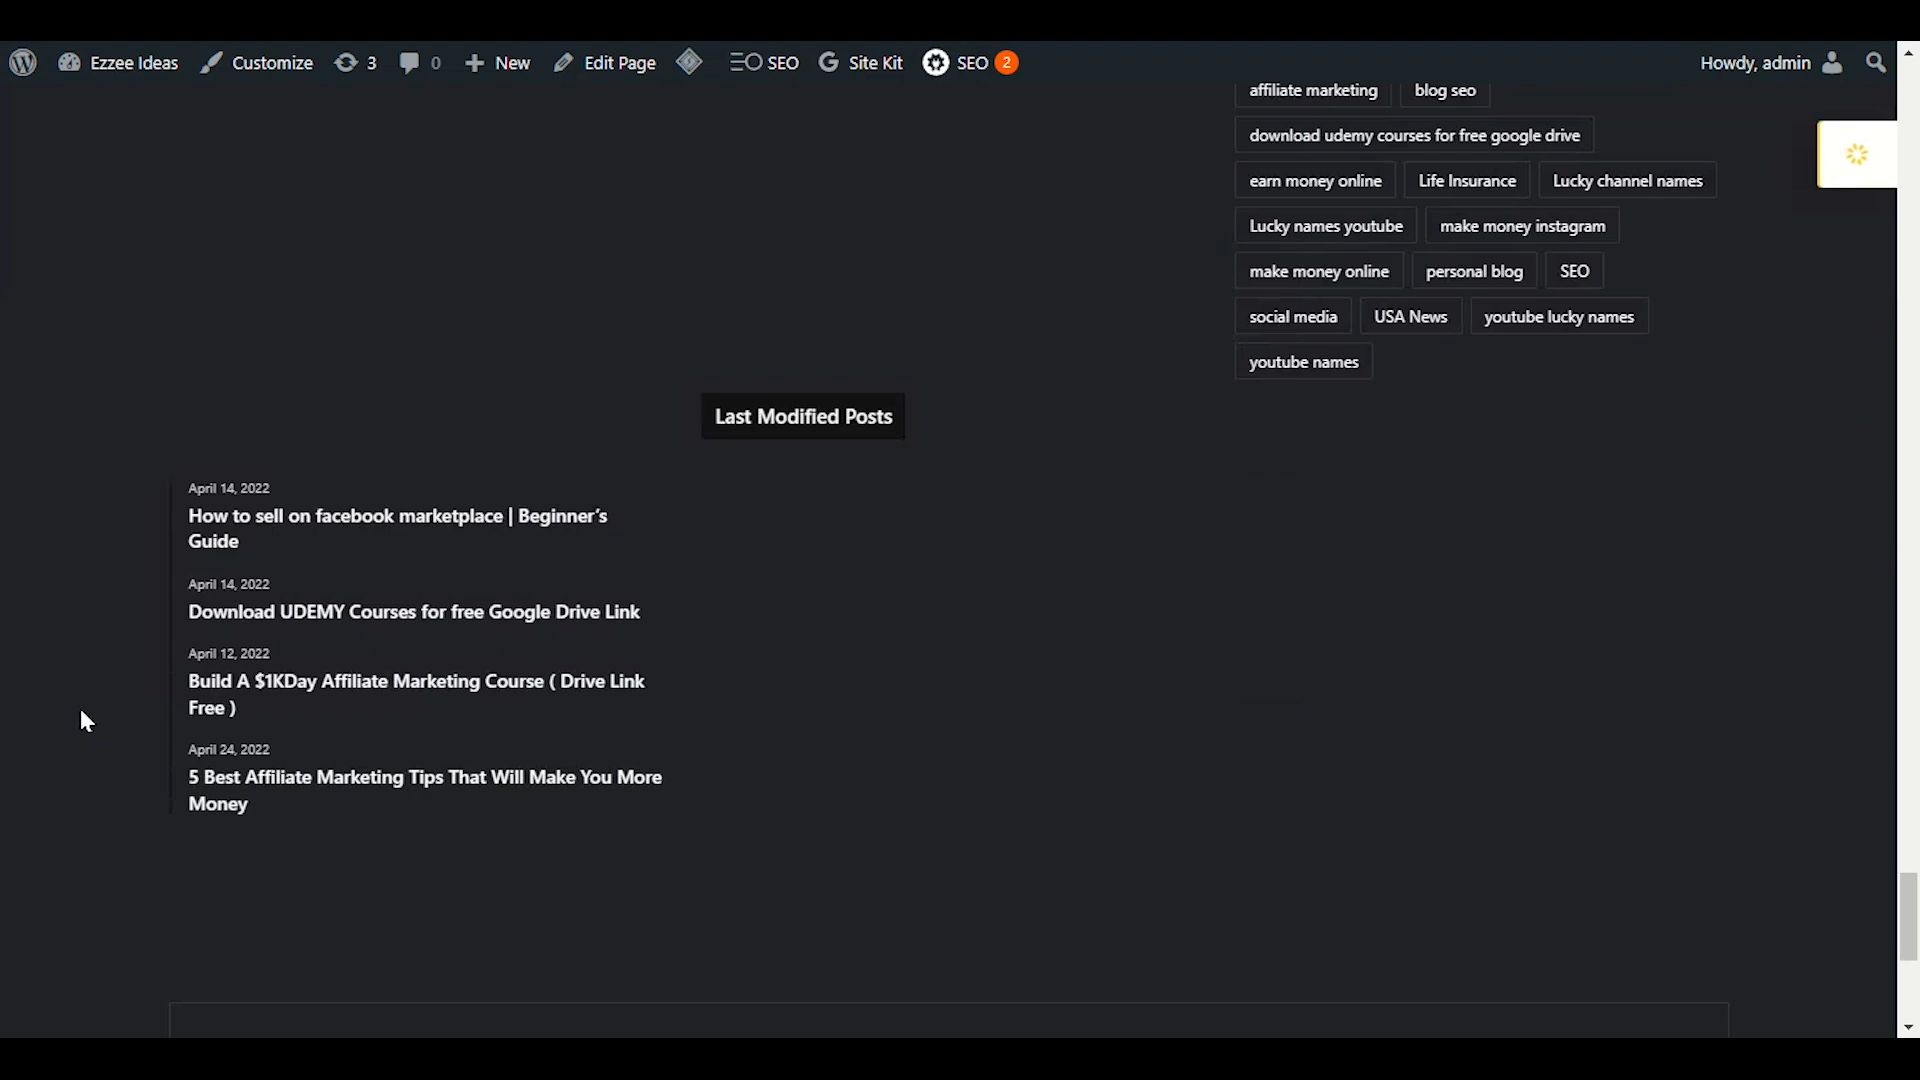 Ezzee Ideas Customize 3 0 New Edit Page SEO Site Kit SEO 2 Howdy, admin
affiliate marketing blog seo
download udemy courses for free google drive
earn money online Life Insurance Lucky channel names
Lucky names youtube make money instagram
make money online personal blog SEO
social media USA News youtube lucky names
youtube names
Last Modified Posts
April 14, 2022
How to sell on facebook marketplace | Beginner's
Guide
April 14, 2022
Download UDEMY Courses for free Google Drive Link
April 12, 2022
Build A $1KDay Affiliate Marketing Course ( Drive Link
Free )
April 24, 2022
5 Best Affiliate Marketing Tips That Will Make You More
Money